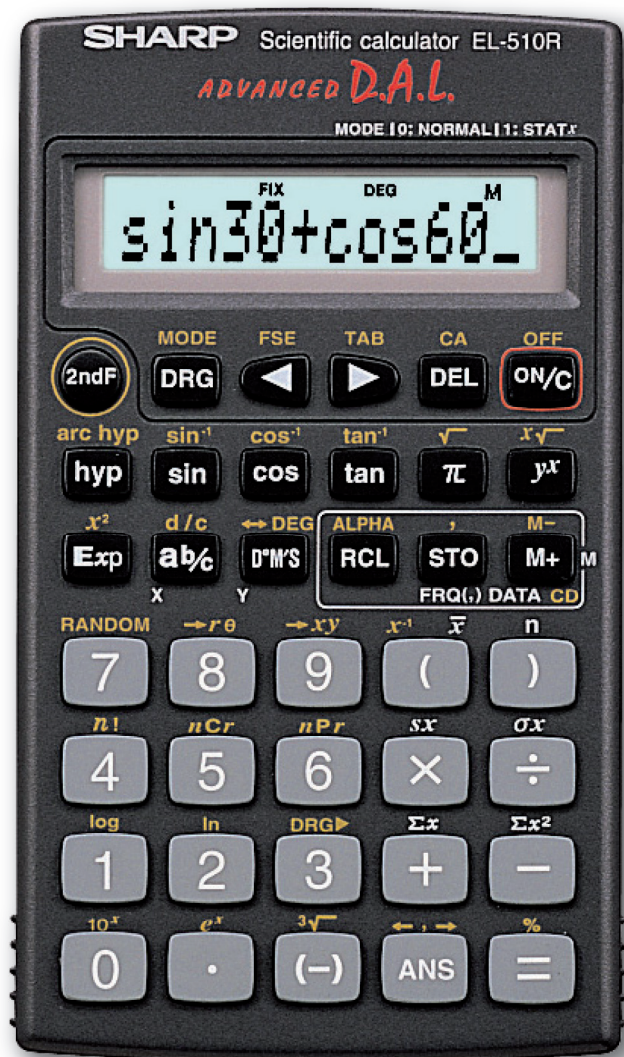 SHARP Scientific calculator EL-510R
ADVANCED D.A.L.
MODE 0: NORMAL 1: STATx
FIX DEG M
sin30+cos60_
MODE FSE TAB CA OFF
2ndF DRG ◀ ▶ DEL ON/C
arc hyp sin⁻¹ cos⁻¹ tan⁻¹ √ x√
hyp sin cos tan π yˣ
x² d/c ↔DEG ALPHA , M−
Exp ab/c D°M'S RCL STO M+ M
X Y FRQ(,) DATA CD
RANDOM →rθ →xy x⁻¹ x̄ n
7 8 9 ( )
n! nCr nPr sx σx
4 5 6 × ÷
log ln DRG▶ Σx Σx²
1 2 3 + −
10ˣ eˣ ³√ ←,→ %
0 · (−) ANS =